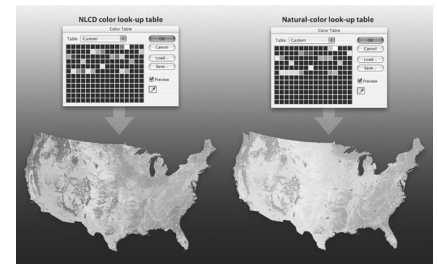 NLCD color look-up table
Color Table
Table: Custom
OK
Cancel
Load...
Save...
Preview
Natural-color look-up table
Color Table
Table: Custom
OK
Cancel
Load...
Save...
Preview